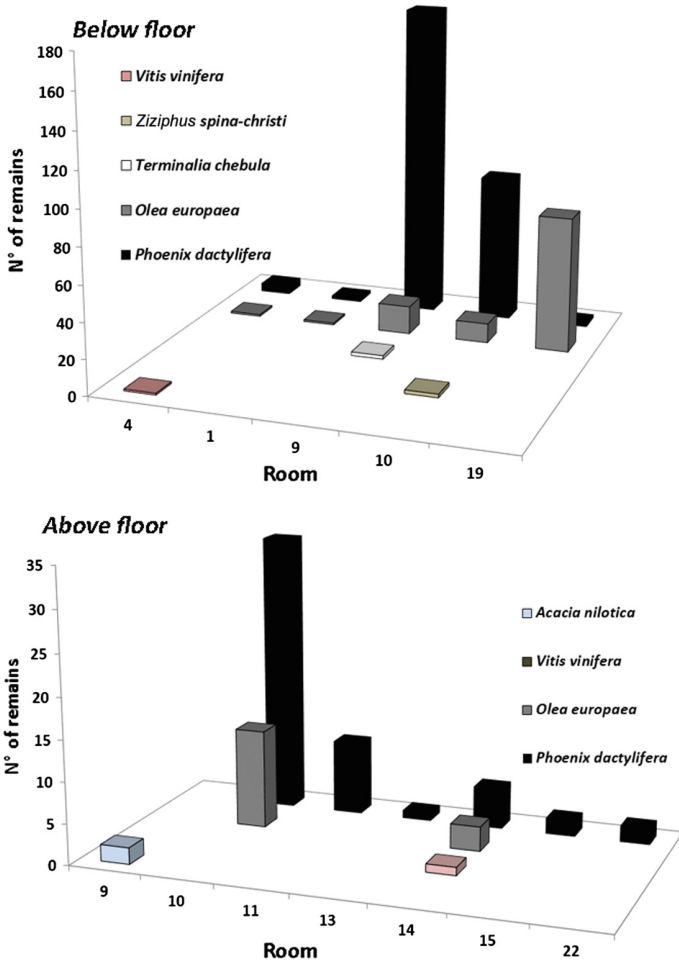 Below floor
180
160
140
120
100
80
60
40
20
0
N° of remains
Vitis vinifera
Ziziphus spina-christi
Terminalia chebula
Olea europaea
Phoenix dactylifera
4 1 9 10 19
Room
Above floor
35
30
25
20
15
10
5
0
N° of remains
Acacia nilotica
Vitis vinifera
Olea europaea
Phoenix dactylifera
9 10 11 13 14 15 22
Room